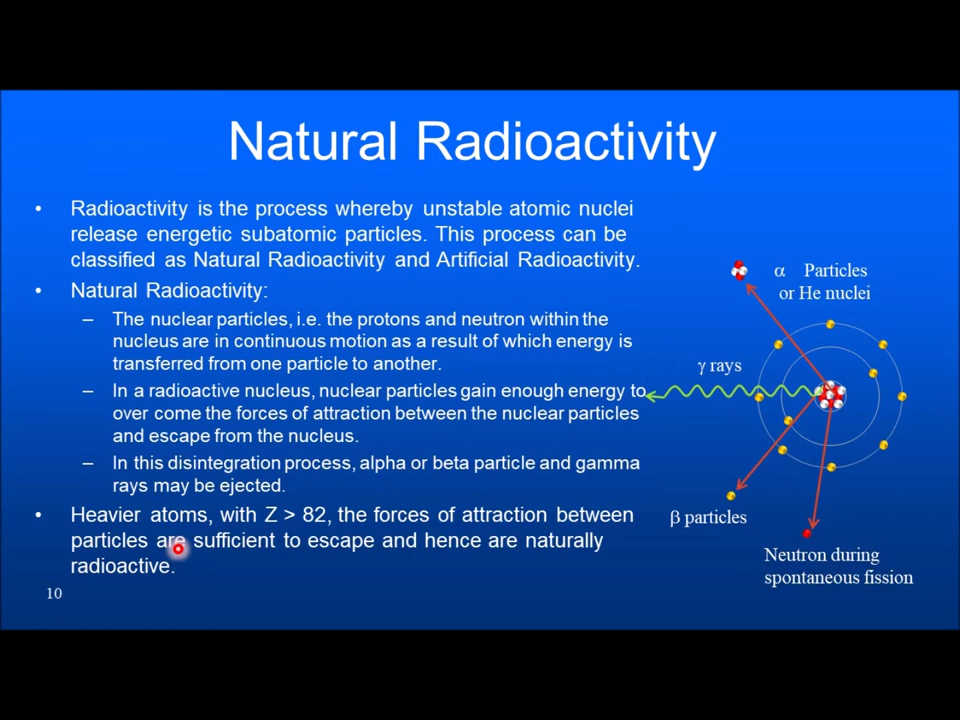 Natural Radioactivity
• Radioactivity is the process whereby unstable atomic nuclei
release energetic subatomic particles. This process can be
classified as Natural Radioactivity and Artificial Radioactivity.
• Natural Radioactivity:
– The nuclear particles, i.e. the protons and neutron within the
nucleus are in continuous motion as a result of which energy is
transferred from one particle to another.
– In a radioactive nucleus, nuclear particles gain enough energy to
over come the forces of attraction between the nuclear particles
and escape from the nucleus.
– In this disintegration process, alpha or beta particle and gamma
rays may be ejected.
• Heavier atoms, with Z > 82, the forces of attraction between
particles are sufficient to escape and hence are naturally
radioactive.
10
α Particles
or He nuclei
γ rays
β particles
Neutron during
spontaneous fission